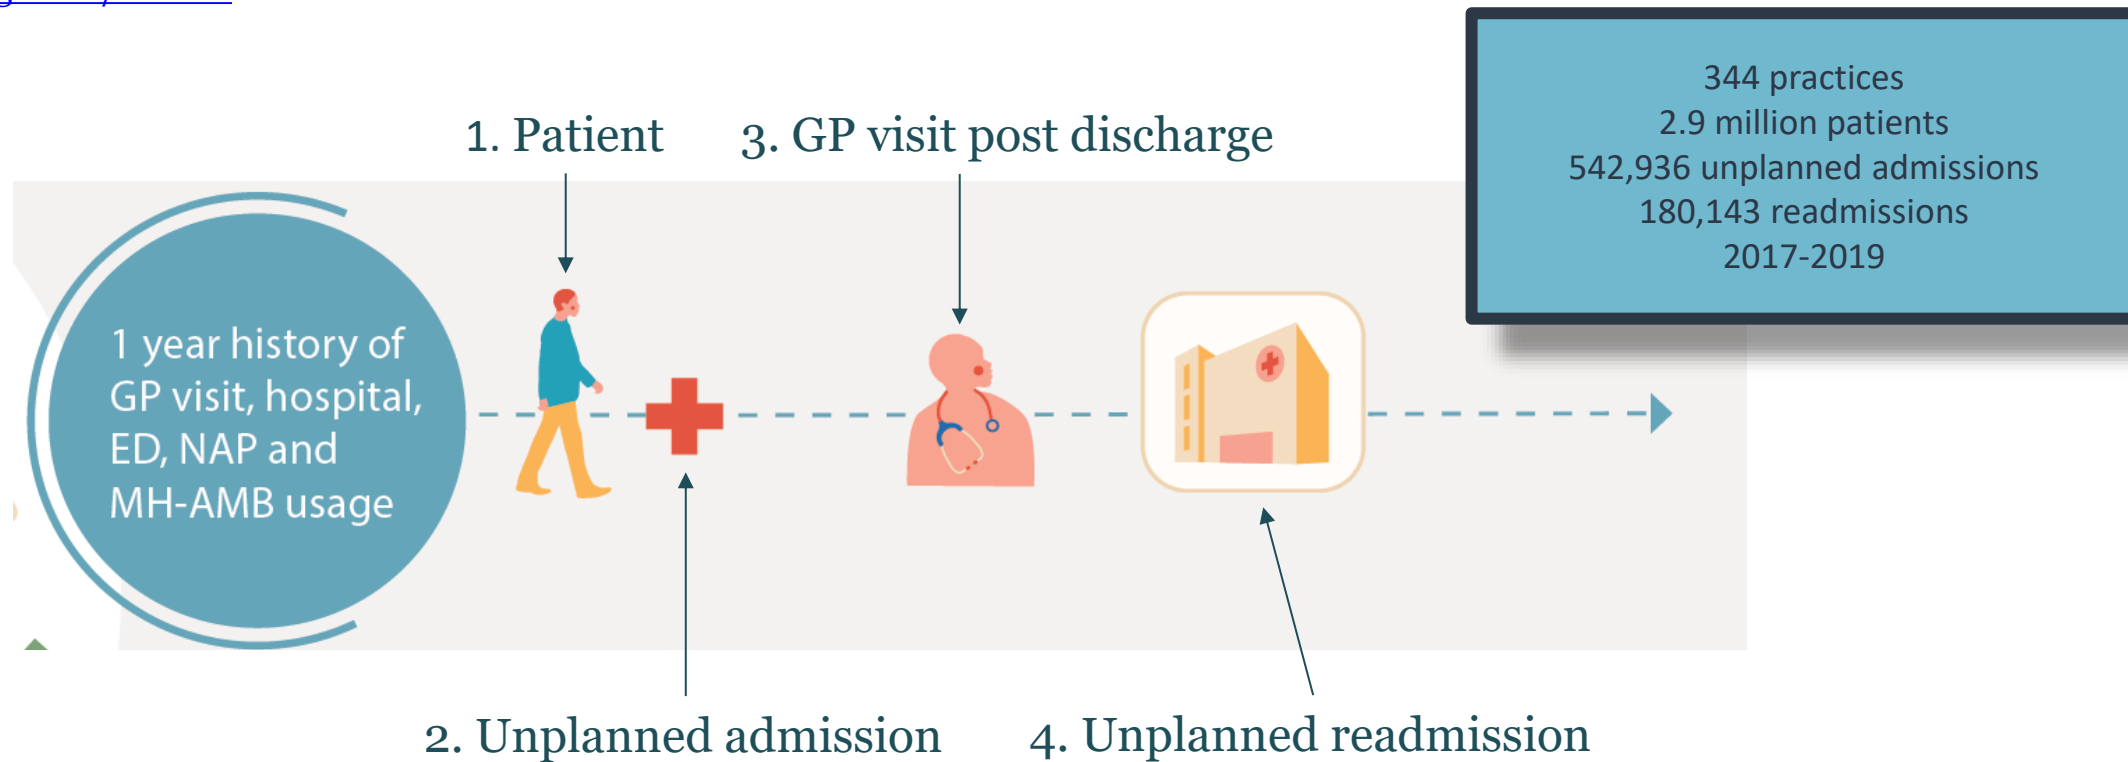 344 practices
2.9 million patients
542,936 unplanned admissions
180,143 readmissions
2017-2019
1. Patient
3. GP visit post discharge
1 year history of
GP visit, hospital,
ED, NAP and
MH-AMB usage
2. Unplanned admission
4. Unplanned readmission